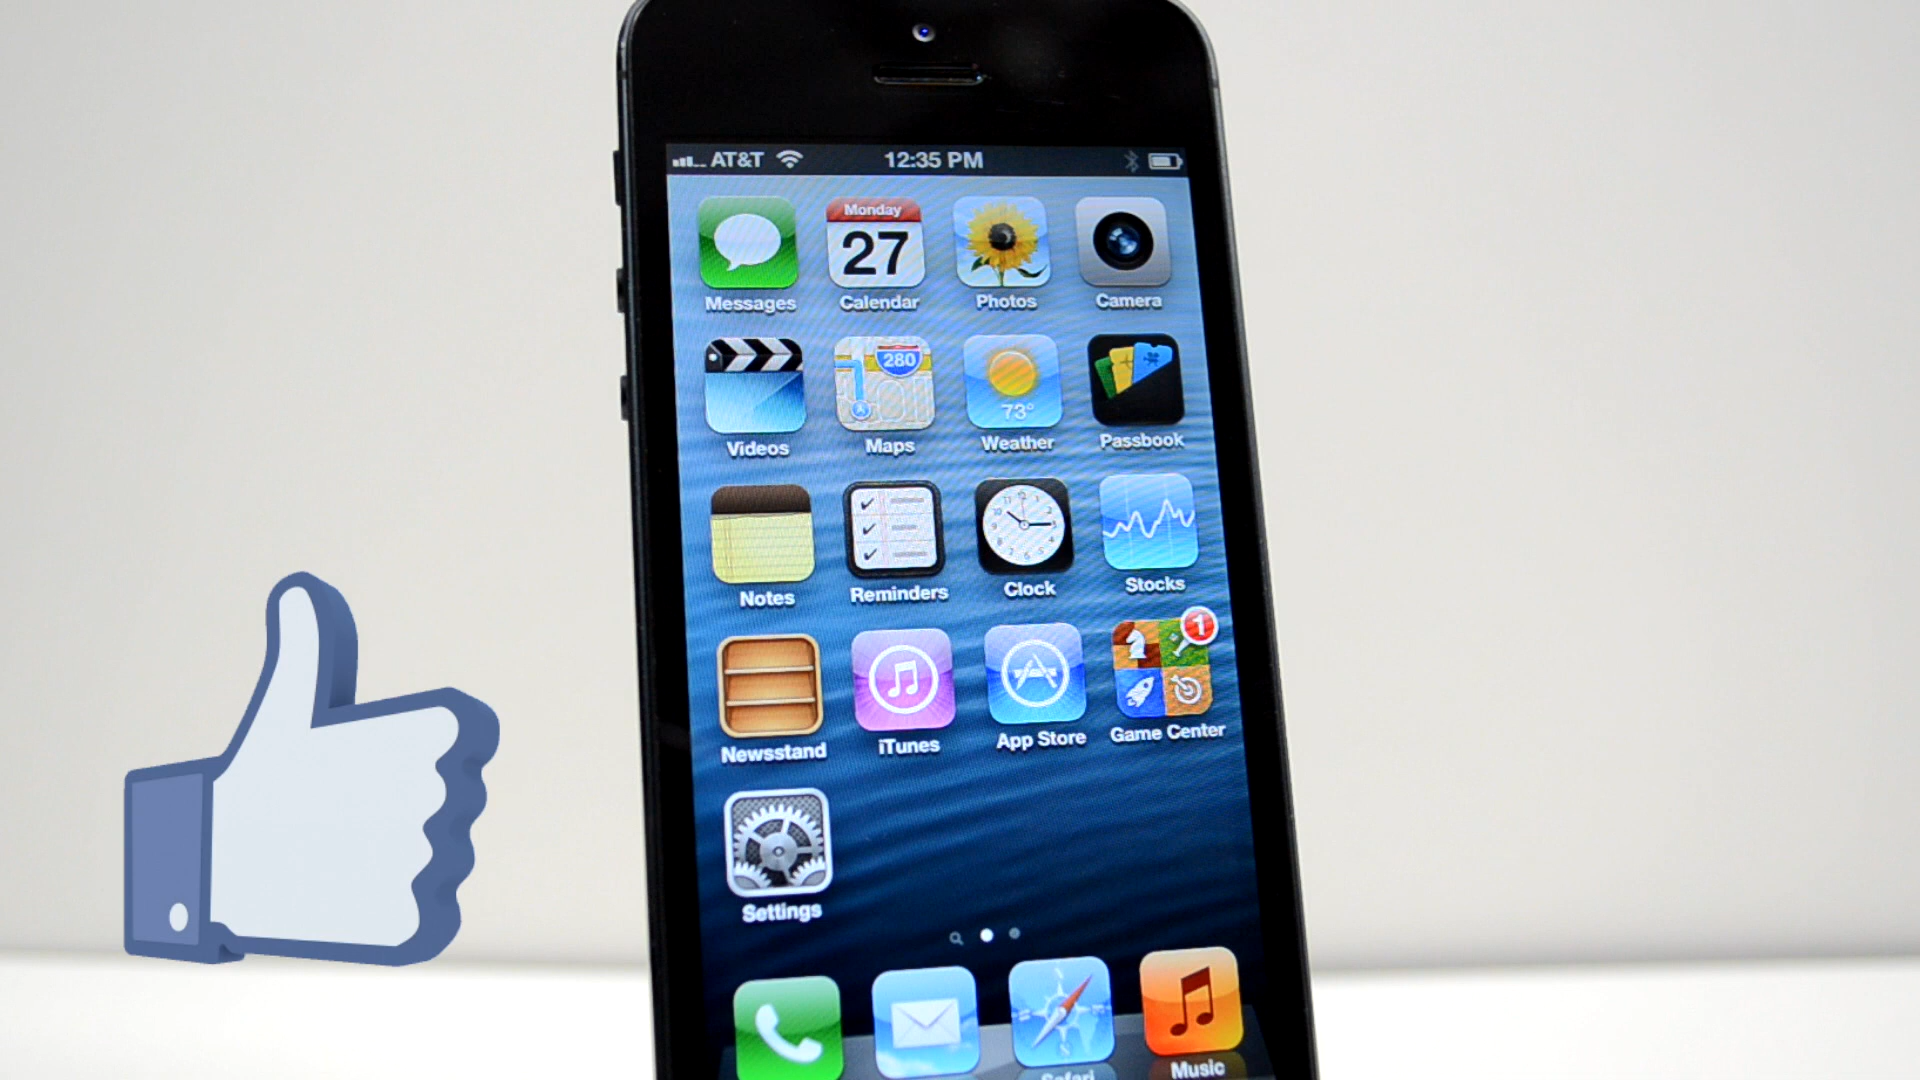 AT&T 12:35 PM
Monday
27
Messages Calendar Photos Camera
280
73°
Videos Maps Weather Passbook
Notes Reminders Clock Stocks
1
Newsstand iTunes App Store Game Center
Settings
Safari Music